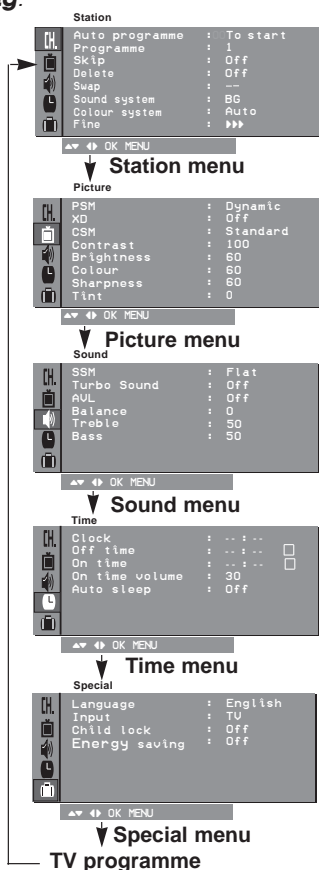 g.
Station
CH.
Auto programme : To start
Programme : 1
Skip : Off
Delete : Off
Swap : --
Sound system : BG
Colour system : Auto
Fine : ▶▶▶
▲▼ ◀▶ OK MENU
Station menu
Picture
CH.
PSM : Dynamic
XD : Off
CSM : Standard
Contrast : 100
Brightness : 60
Colour : 60
Sharpness : 60
Tint : 0
▲▼ ◀▶ OK MENU
Picture menu
Sound
CH.
SSM : Flat
Turbo Sound : Off
AVL : Off
Balance : 0
Treble : 50
Bass : 50
▲▼ ◀▶ OK MENU
Sound menu
Time
CH.
Clock : -- : --
Off time : -- : --
On time : -- : --
On time volume : 30
Auto sleep : Off
▲▼ ◀▶ OK MENU
Time menu
Special
CH.
Language : English
Input : TV
Child lock : Off
Energy saving : Off
▲▼ ◀▶ OK MENU
Special menu
TV programme